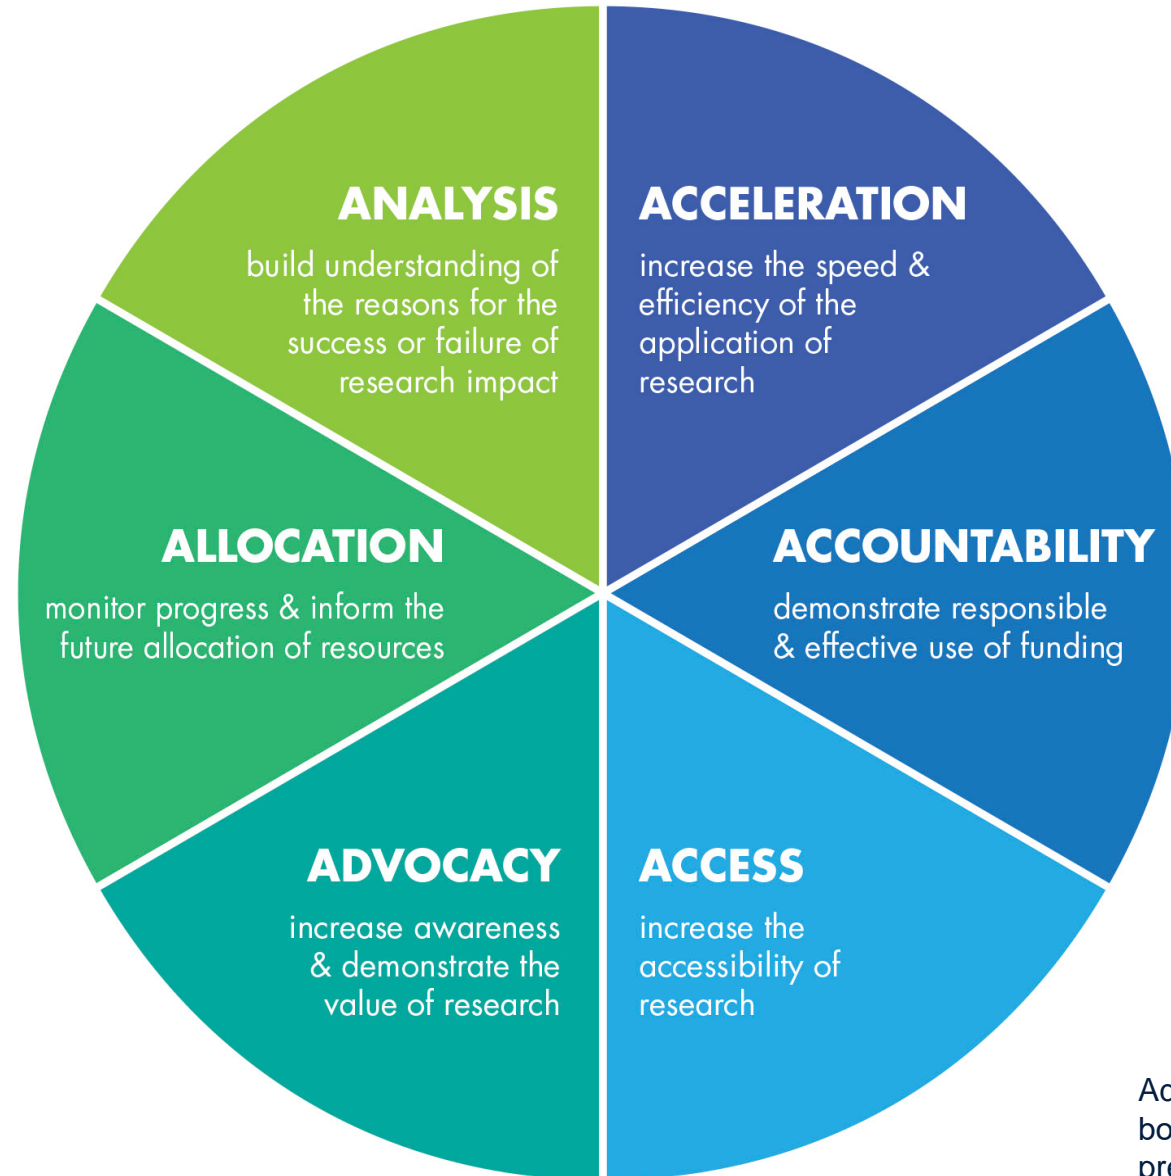 ANALYSIS
build understanding of
the reasons for the
success or failure of
research impact
ACCELERATION
increase the speed &
efficiency of the
application of
research
ALLOCATION
monitor progress & inform the
future allocation of resources
ACCOUNTABILITY
demonstrate responsible
& effective use of funding
ADVOCACY
increase awareness
& demonstrate the
value of research
ACCESS
increase the
accessibility of
research